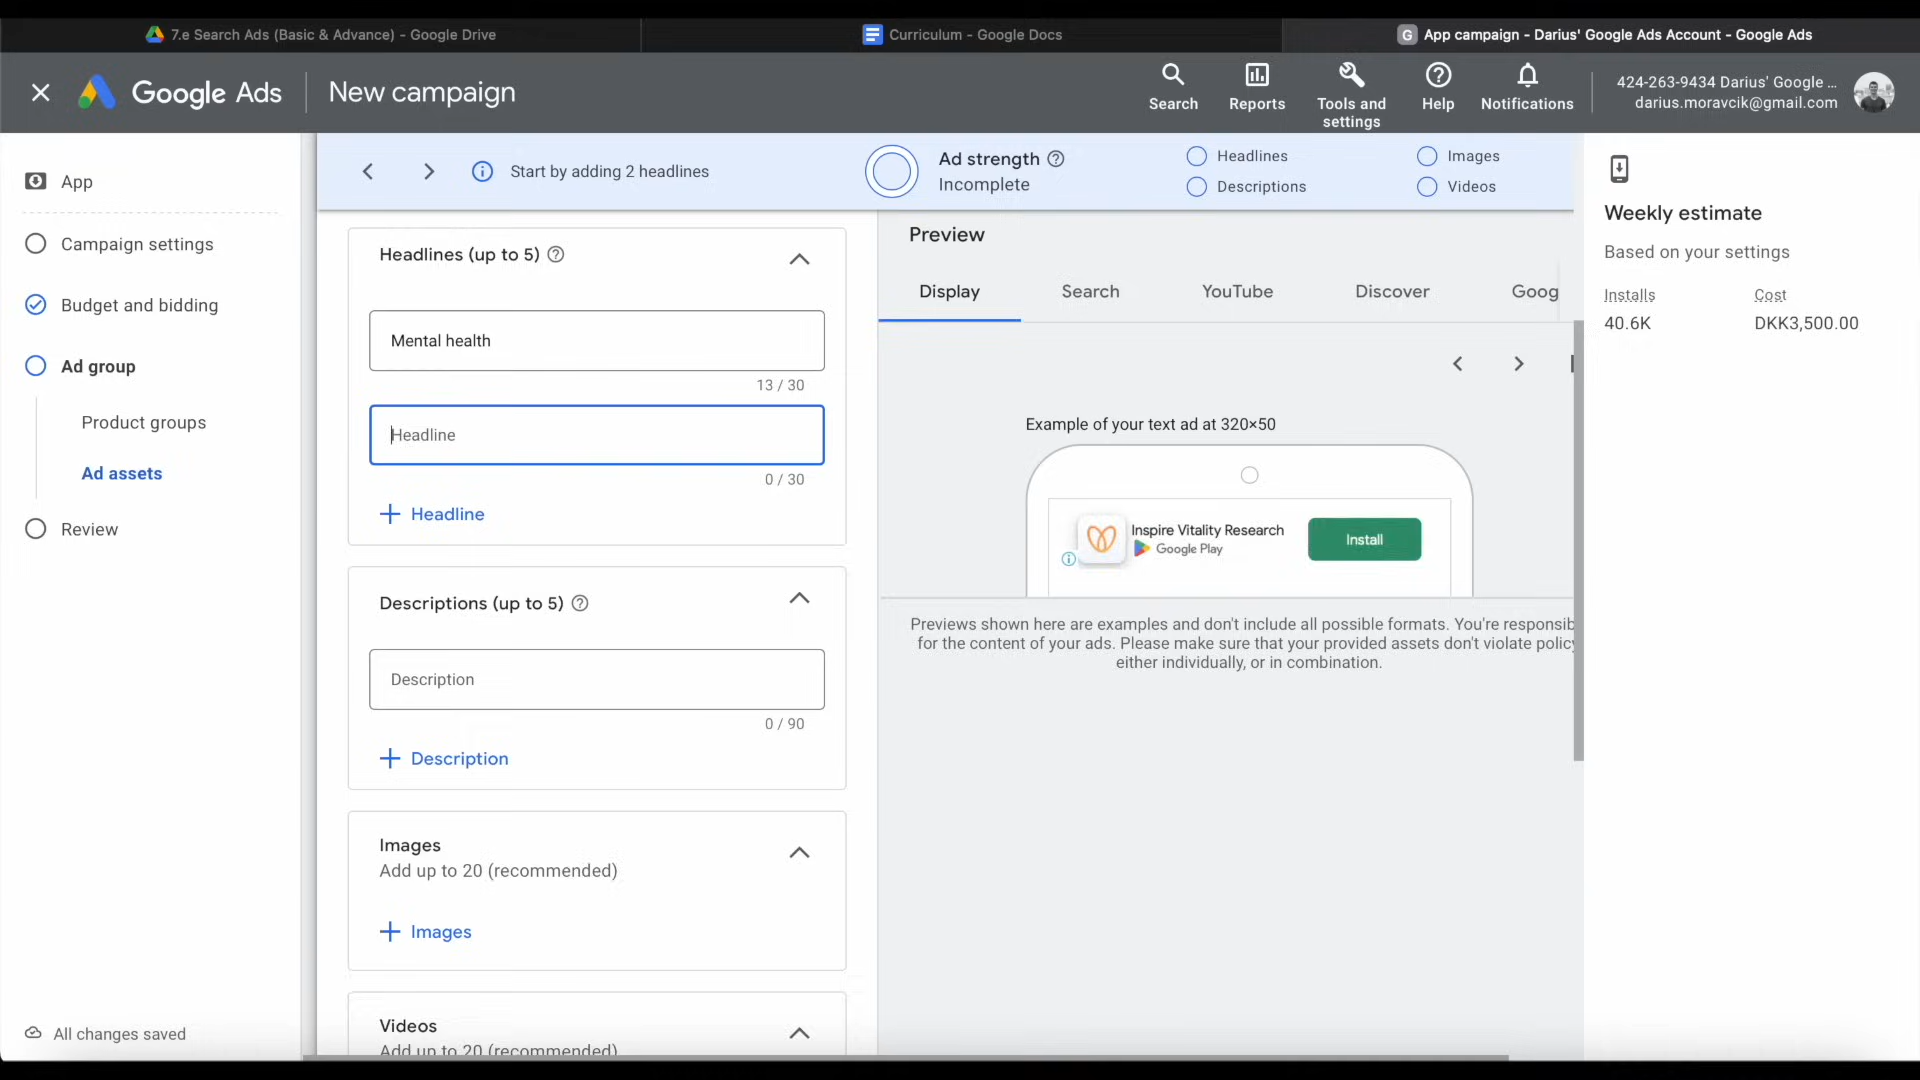 7.e Search Ads (Basic & Advance) - Google Drive
Curriculum - Google Docs
G App campaign - Darius' Google Ads Account - Google Ads
Google Ads
New campaign
Search
Reports
Tools and
settings
Help
Notifications
424-263-9434 Darius' Google ...
darius.moravcik@gmail.com
App
Campaign settings
Budget and bidding
Ad group
Product groups
Ad assets
Review
All changes saved
Start by adding 2 headlines
Ad strength
Incomplete
Headlines
Descriptions
Images
Videos
Headlines (up to 5)
Mental health
13 / 30
Headline
0 / 30
Headline
Descriptions (up to 5)
Description
0 / 90
Description
Images
Add up to 20 (recommended)
Images
Videos
Add up to 20 (recommended)
Preview
Display
Search
YouTube
Discover
Goog
Example of your text ad at 320×50
Inspire Vitality Research
Google Play
Install
Previews shown here are examples and don't include all possible formats. You're responsib
for the content of your ads. Please make sure that your provided assets don't violate policy
either individually, or in combination.
Weekly estimate
Based on your settings
Installs
Cost
40.6K
DKK3,500.00